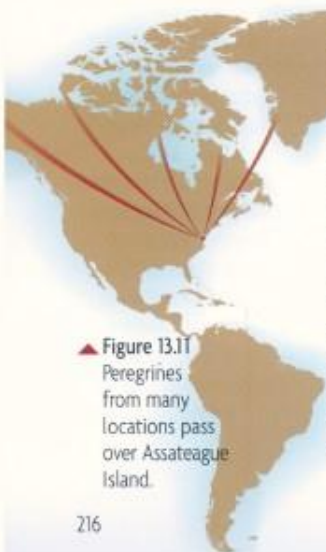 ▲ Figure 13.11
Peregrines
from many
locations pass
over Assateague
Island.
216